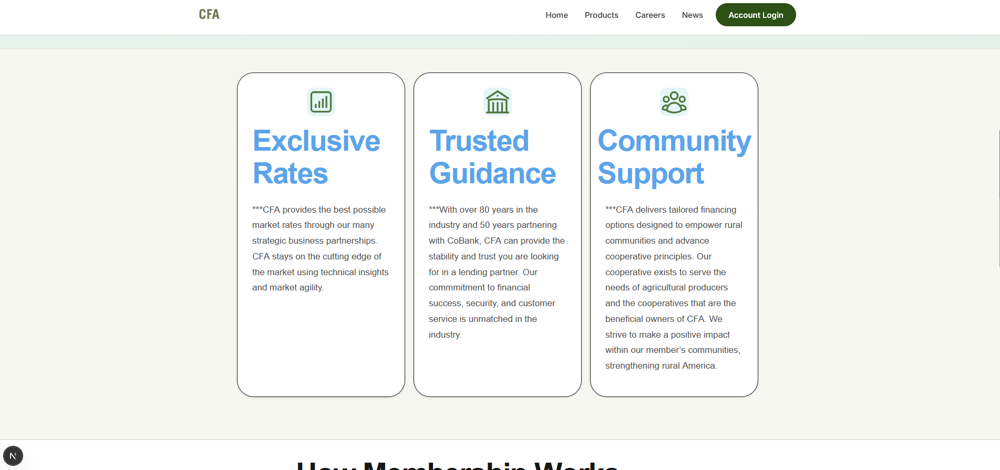 CFA
Home
Products
Careers
News
Account Login
Exclusive
Rates
***CFA provides the best possible
market rates through our many
strategic business partnerships.
CFA stays on the cutting edge of
the market using technical insights
and market agility.
Trusted
Guidance
***With over 80 years in the
industry and 50 years partnering
with CoBank, CFA can provide the
stability and trust you are looking
for in a lending partner. Our
commmitment to financial
success, security, and customer
service is unmatched in the
industry.
Community
Support
***CFA delivers tailored financing
options designed to empower rural
communities and advance
cooperative principles. Our
cooperative exists to serve the
needs of agricultural producers
and the cooperatives that are the
beneficial owners of CFA. We
strive to make a positive impact
within our member’s communities,
strengthening rural America.
N
How Membership Works